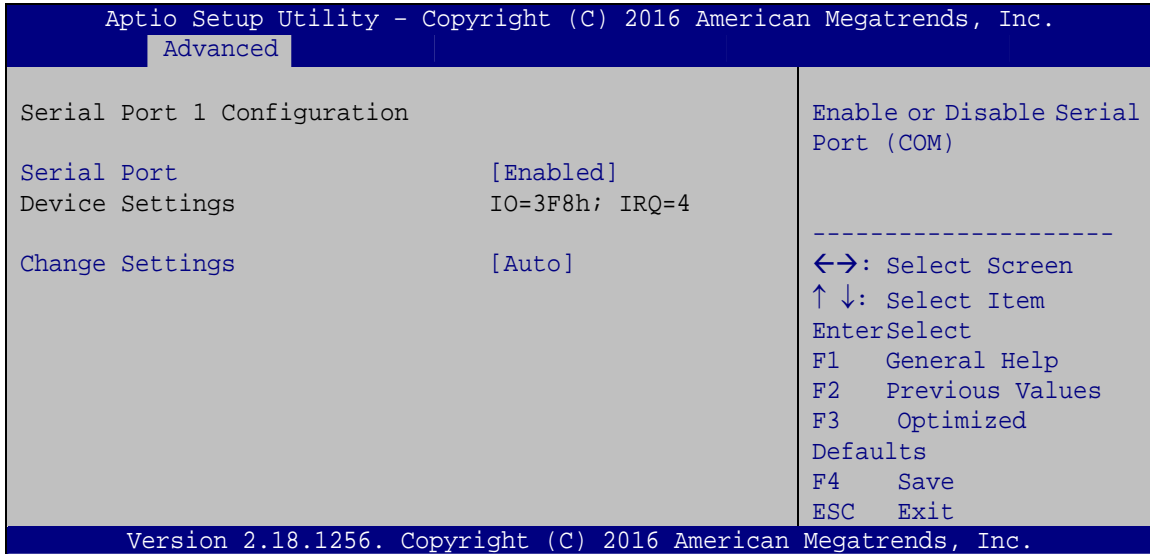 Aptio Setup Utility – Copyright (C) 2016 American Megatrends, Inc.
Advanced
Serial Port 1 Configuration
Serial Port [Enabled]
Device Settings IO=3F8h; IRQ=4
Change Settings [Auto]
Enable or Disable Serial
Port (COM)
---------------------
←→: Select Screen
↑ ↓: Select Item
EnterSelect
F1 General Help
F2 Previous Values
F3 Optimized
Defaults
F4 Save
ESC Exit
Version 2.18.1256. Copyright (C) 2016 American Megatrends, Inc.